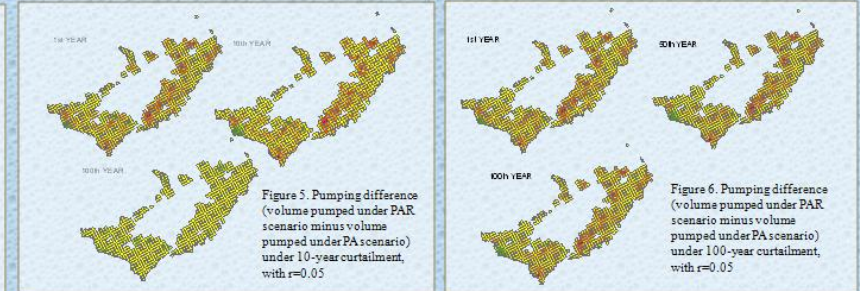 1st YEAR
10th YEAR
100th YEAR
Figure 5. Pumping difference
(volume pumped under PAR
scenario minus volume
pumped under PA scenario)
under 10-year curtailment,
with r=0.05
1st YEAR
50th YEAR
100th YEAR
Figure 6. Pumping difference
(volume pumped under PAR
scenario minus volume
pumped under PA scenario)
under 100-year curtailment,
with r=0.05